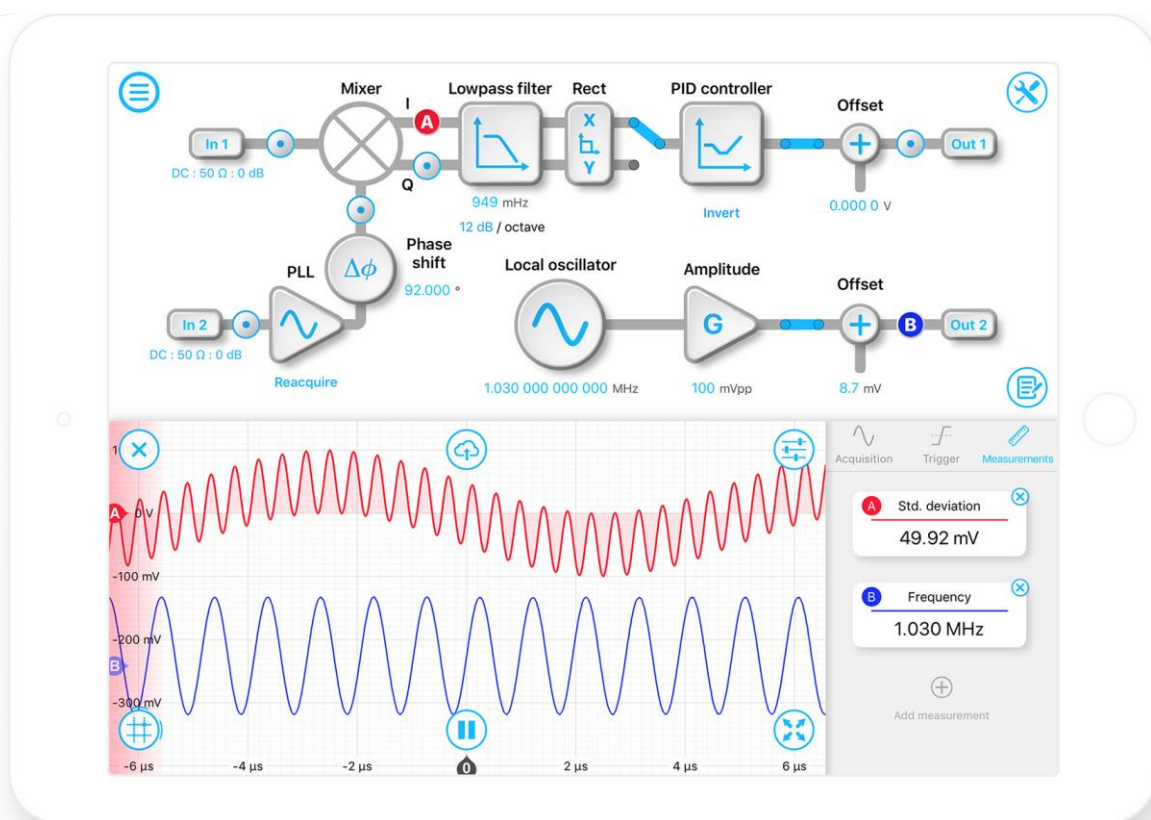 Mixer
Lowpass filter
Rect
PID controller
Offset
I
A
X
In 1
Y
Out 1
Q
DC : 50 Ω : 0 dB
949 mHz
12 dB / octave
Invert
0.000 0 V
Phase
shift
PLL
Δϕ
92.000 °
Local oscillator
Amplitude
Offset
In 2
G
B
Out 2
DC : 50 Ω : 0 dB
Reacquire
1.030 000 000 000 MHz
100 mVpp
8.7 mV
Acquisition
Trigger
Measurements
A
0 V
A
Std. deviation
49.92 mV
-100 mV
B
Frequency
1.030 MHz
-200 mV
B
-300 mV
Add measurement
-6 µs
-4 µs
-2 µs
0
2 µs
4 µs
6 µs